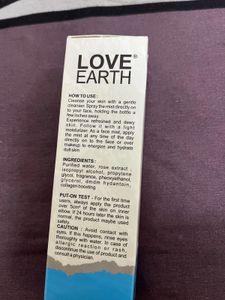 LOVE®
EARTH
HOW TO USE :
Cleanse your skin with a gentle
cleanser. Spray the mist directly on
to your face, holding the bottle a
few inches away.
Experience refreshed and dewy
skin. Follow it with a light
moisturizer. As a face mist, apply
the mist at any time of the day
directly on to the face or over
makeup to energize and hydrate
dull skin.
INGREDIENTS :
Purified water, rose extract
isopropyl alcohol, propylene
glycol, fragrance, phenoxyethanol,
glycerol, dmdm hydantoin,
collagen boosting
PUT-ON TEST - For the first time
users, always apply the product
over 5cm² of the skin on inner
elbow. If 24 hours later the skin is
normal, the product maybe used
safely.
CAUTION : Avoid contact with
eyes. If this happens, rinse eyes
thoroughly with water. In case of
allergic reaction or rash,
discontinue the use of product and
consult a physician.